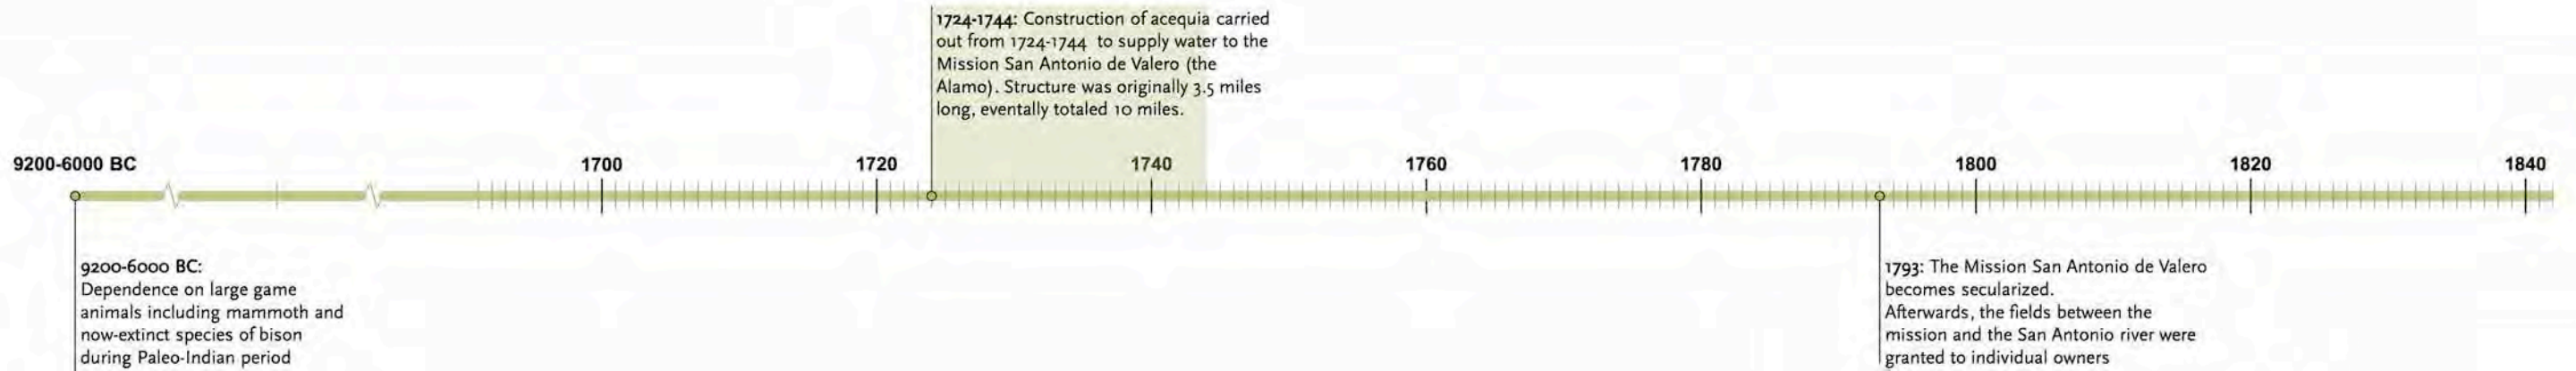 1724-1744: Construction of acequia carried
out from 1724-1744 to supply water to the
Mission San Antonio de Valero (the
Alamo). Structure was originally 3.5 miles
long, eventally totaled 10 miles.
9200-6000 BC 1700 1720 1740 1760 1780 1800 1820 1840
9200-6000 BC:
Dependence on large game
animals including mammoth and
now-extinct species of bison
during Paleo-Indian period
1793: The Mission San Antonio de Valero
becomes secularized.
Afterwards, the fields between the
mission and the San Antonio river were
granted to individual owners